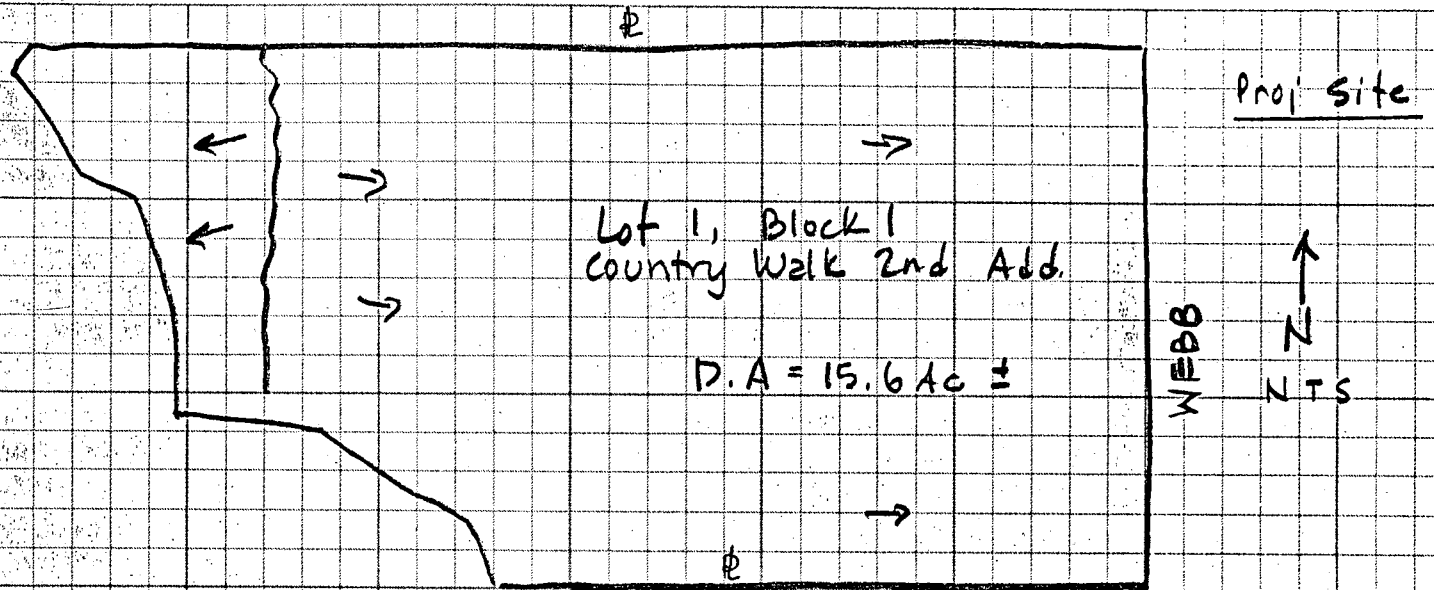 ℄
Proj Site
Lot 1, Block 1
Country Walk 2nd Add.
D.A = 15.6 Ac ±
WEBB
N
NTS
℄